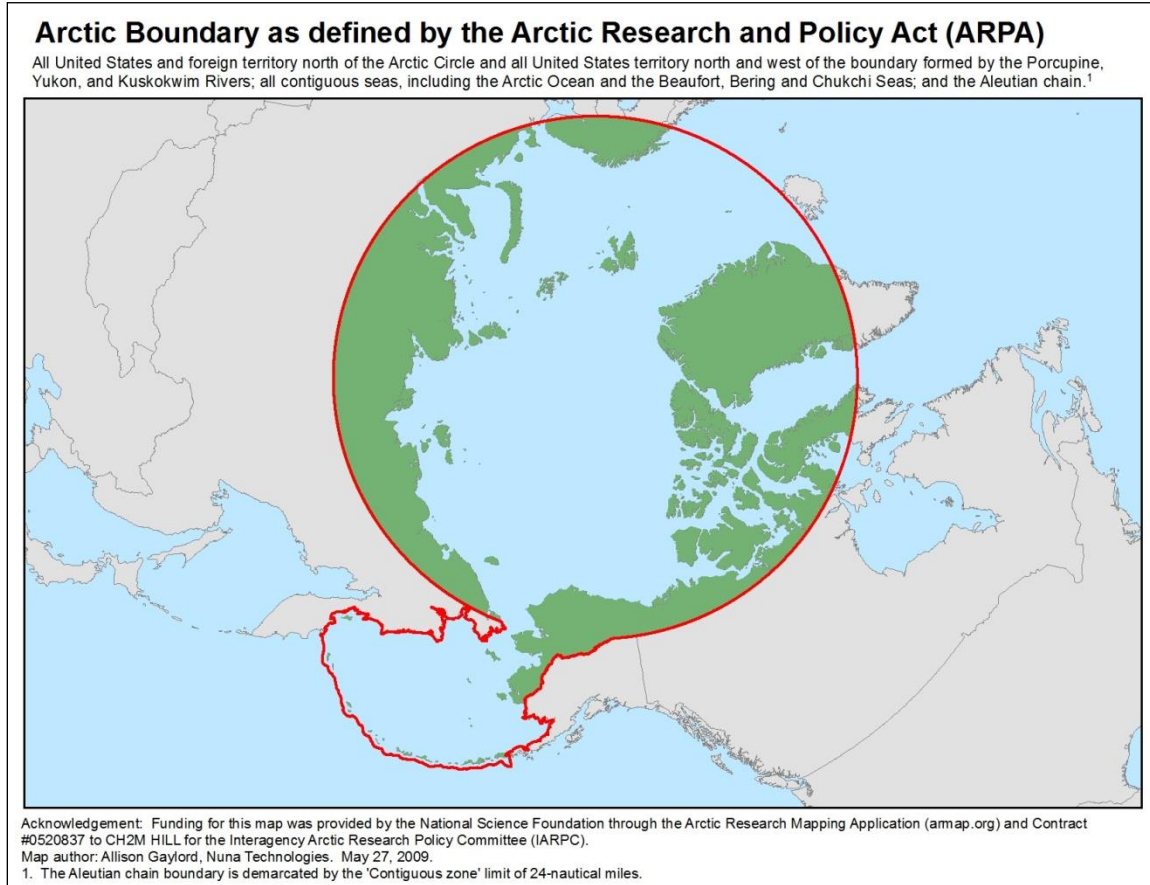 Arctic Boundary as defined by the Arctic Research and Policy Act (ARPA)
All United States and foreign territory north of the Arctic Circle and all United States territory north and west of the boundary formed by the Porcupine,
Yukon, and Kuskokwim Rivers; all contiguous seas, including the Arctic Ocean and the Beaufort, Bering and Chukchi Seas; and the Aleutian chain.¹
Acknowledgement: Funding for this map was provided by the National Science Foundation through the Arctic Research Mapping Application (armap.org) and Contract
#0520837 to CH2M HILL for the Interagency Arctic Research Policy Committee (IARPC).
Map author: Allison Gaylord, Nuna Technologies. May 27, 2009.
1. The Aleutian chain boundary is demarcated by the 'Contiguous zone' limit of 24-nautical miles.